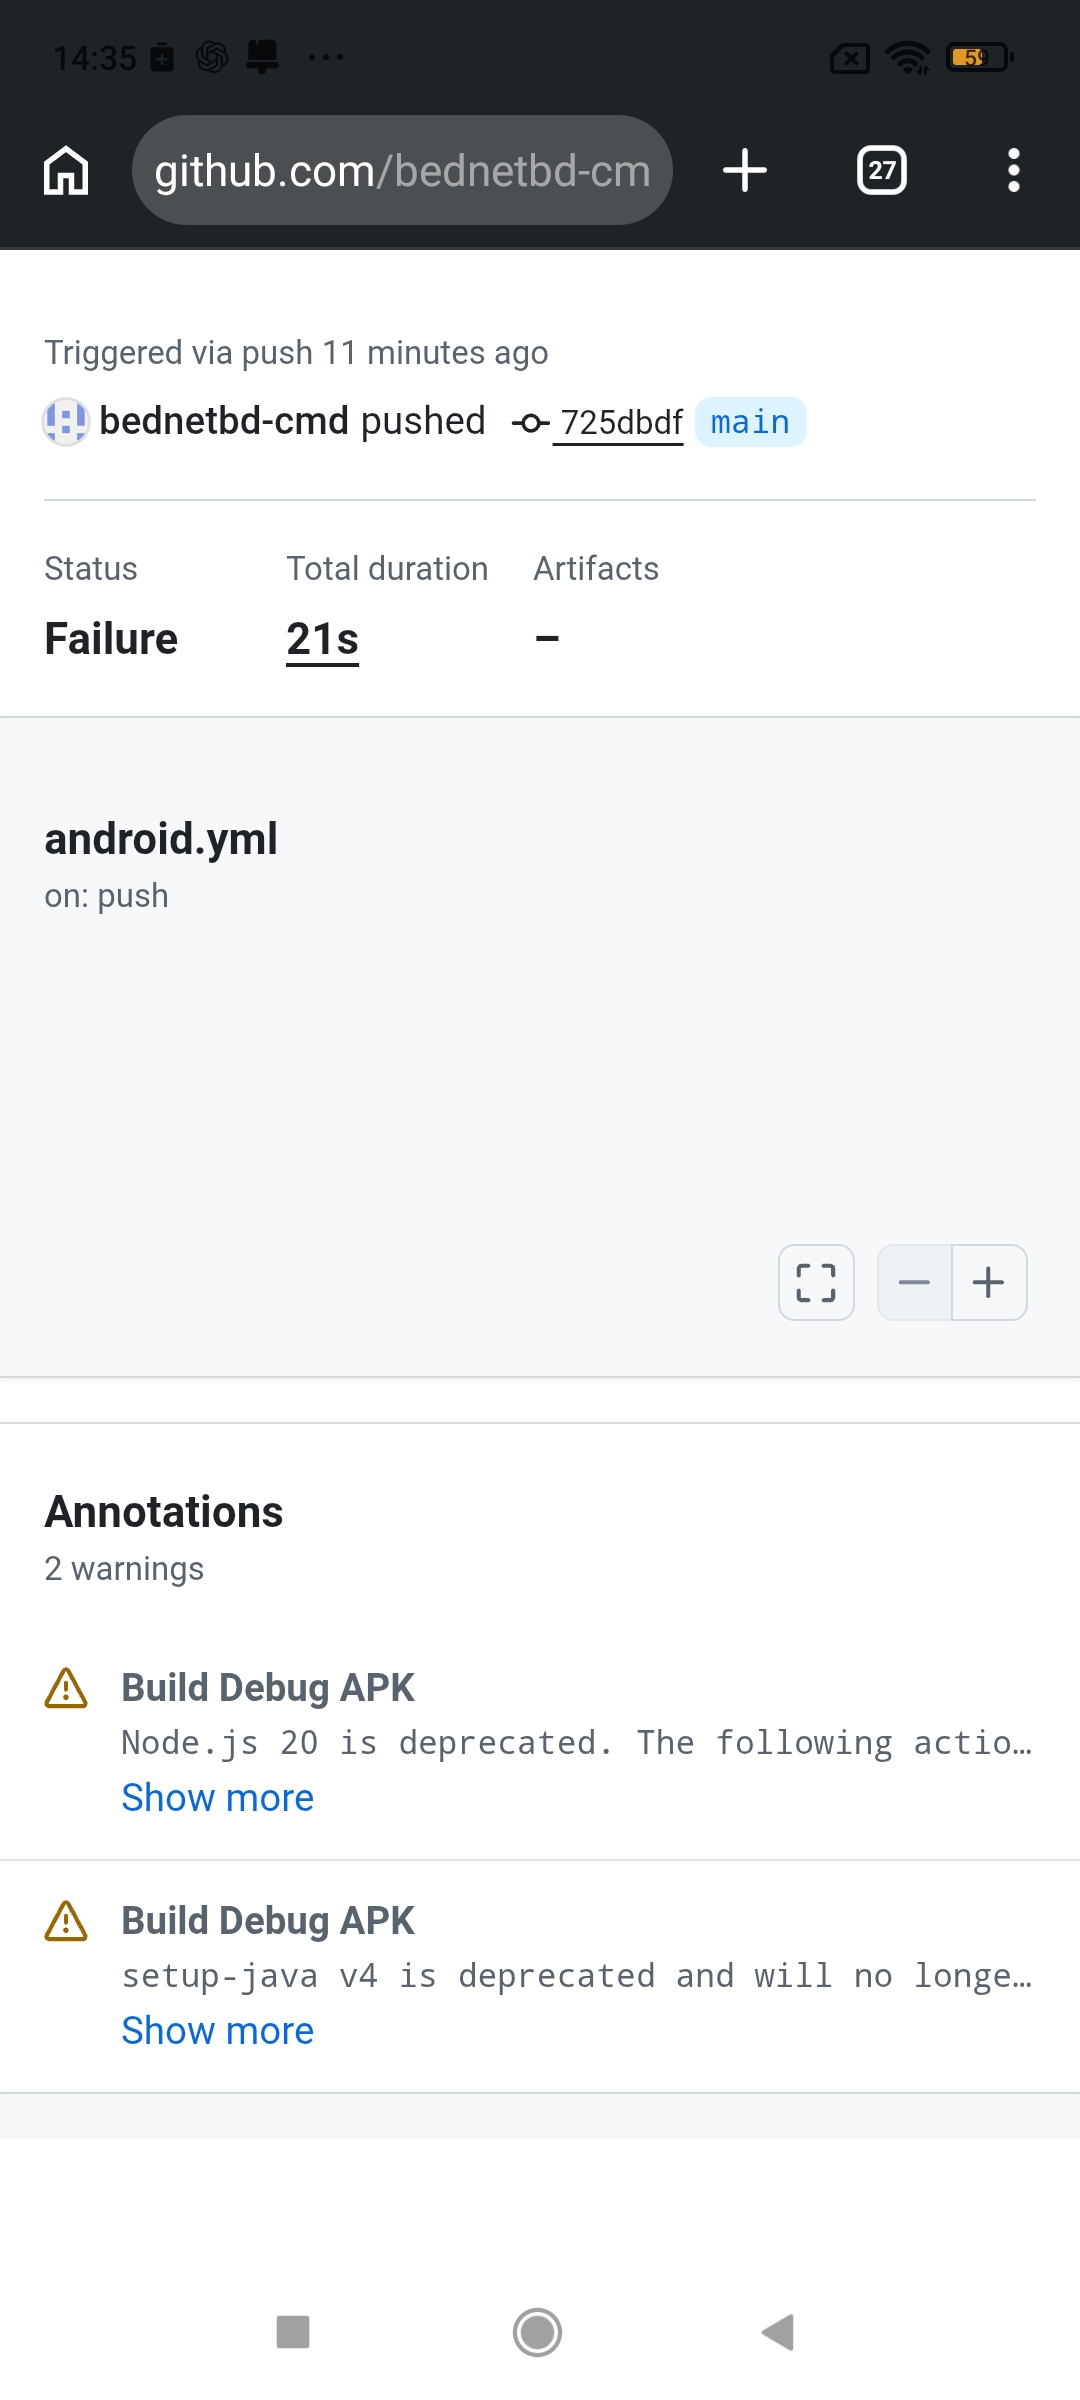 14:35
59
github.com/bednetbd-cm
27
Triggered via push 11 minutes ago
bednetbd-cmd pushed 725dbdf main
Status Total duration Artifacts
Failure 21s –
android.yml
on: push
Annotations
2 warnings
Build Debug APK
Node.js 20 is deprecated. The following actio…
Show more
Build Debug APK
setup-java v4 is deprecated and will no longe…
Show more